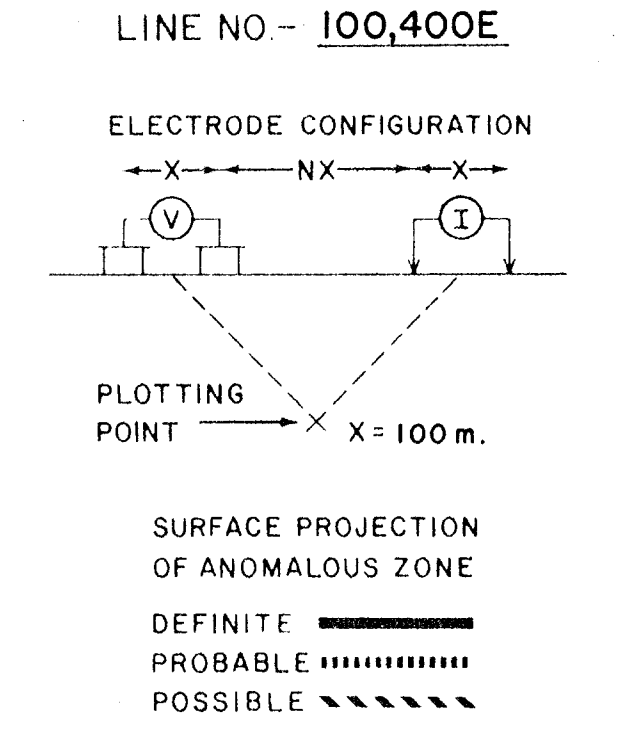 LINE NO.- 100,400E
ELECTRODE CONFIGURATION
X NX X
V I
PLOTTING
POINT X = 100 m.
SURFACE PROJECTION
OF ANOMALOUS ZONE
DEFINITE
PROBABLE
POSSIBLE